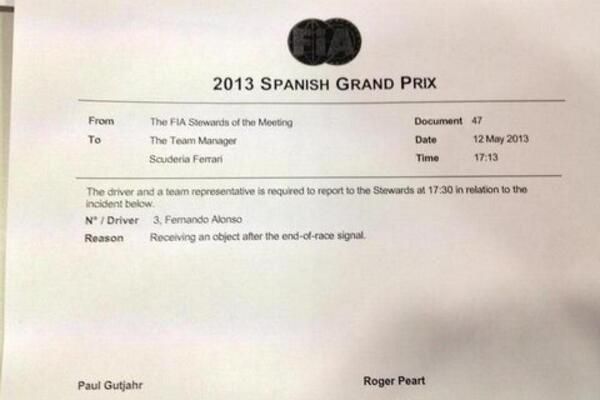 FIA
2013 SPANISH GRAND PRIX
From The FIA Stewards of the Meeting Document 47
To The Team Manager Date 12 May 2013
Scuderia Ferrari Time 17:13
The driver and a team representative is required to report to the Stewards at 17:30 in relation to the
incident below.
N° / Driver 3, Fernando Alonso
Reason Receiving an object after the end-of-race signal.
Paul Gutjahr Roger Peart